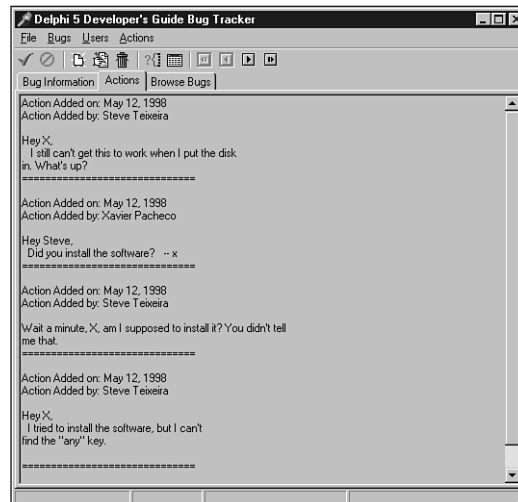 Delphi 5 Developer's Guide Bug Tracker
File Bugs Users Actions
Bug Information Actions Browse Bugs
Action Added on: May 12, 1998
Action Added by: Steve Teixeira
Hey X,
I still can't get this to work when I put the disk
in. What's up?
==============================
Action Added on: May 12, 1998
Action Added by: Xavier Pacheco
Hey Steve,
Did you install the software? -- x
==============================
Action Added on: May 12, 1998
Action Added by: Steve Teixeira
Wait a minute, X, am I supposed to install it? You didn't tell
me that.
==============================
Action Added on: May 12, 1998
Action Added by: Steve Teixeira
Hey X,
I tried to install the software, but I can't
find the "any" key.
==============================